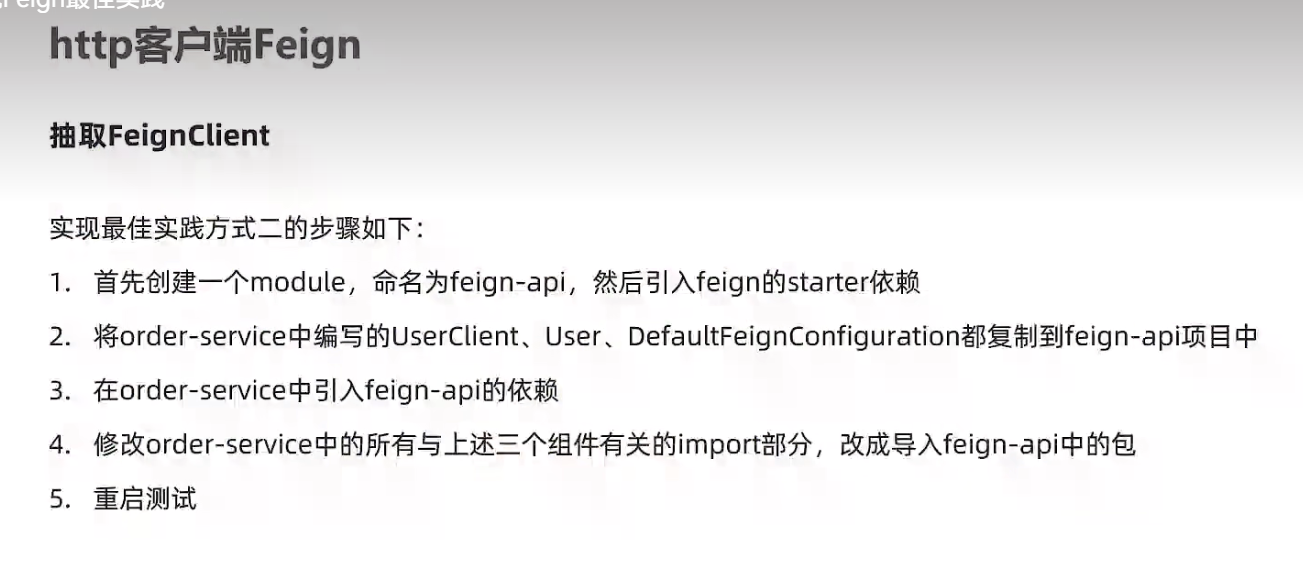 Feign最佳实践
http客户端Feign
抽取FeignClient
实现最佳实践方式二的步骤如下：
1. 首先创建一个module，命名为feign-api，然后引入feign的starter依赖
2. 将order-service中编写的UserClient、User、DefaultFeignConfiguration都复制到feign-api项目中
3. 在order-service中引入feign-api的依赖
4. 修改order-service中的所有与上述三个组件有关的import部分，改成导入feign-api中的包
5. 重启测试